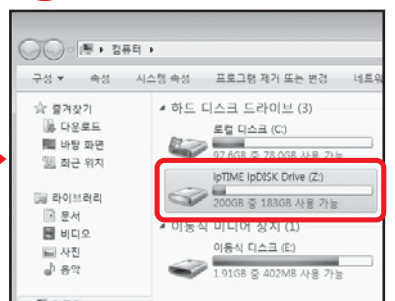 컴퓨터
구성 속성 시스템 속성 프로그램 제거 또는 변경
즐겨찾기
다운로드
바탕 화면
최근 위치
라이브러리
문서
비디오
사진
음악
하드 디스크 드라이브 (3)
로컬 디스크 (C:)
97.6GB 중 78.0GB 사용 가능
ipTIME ipDISK Drive (Z:)
200GB 중 183GB 사용 가능
이동식 미디어 장치 (1)
이동식 디스크 (E:)
1.91GB 중 402MB 사용 가능